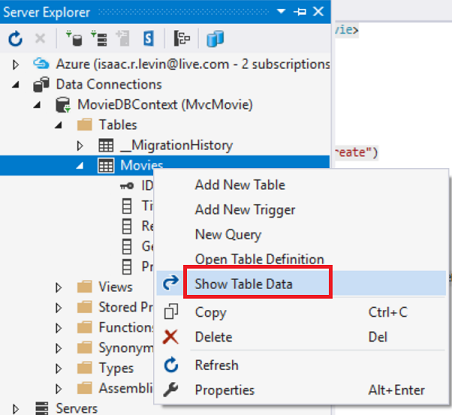 Server Explorer
vie>
Azure (isaac.r.levin@live.com - 2 subscriptions
Data Connections
MovieDBContext (MvcMovie)
Tables
__MigrationHistory
reate")
Movies
ID
Add New Table
Ti
Add New Trigger
Re
New Query
Ge
Open Table Definition
Pr
Show Table Data
Views
Stored Pr
Copy Ctrl+C
Functions
Delete Del
Synonym
Types
Refresh
Assembli
Properties Alt+Enter
Servers